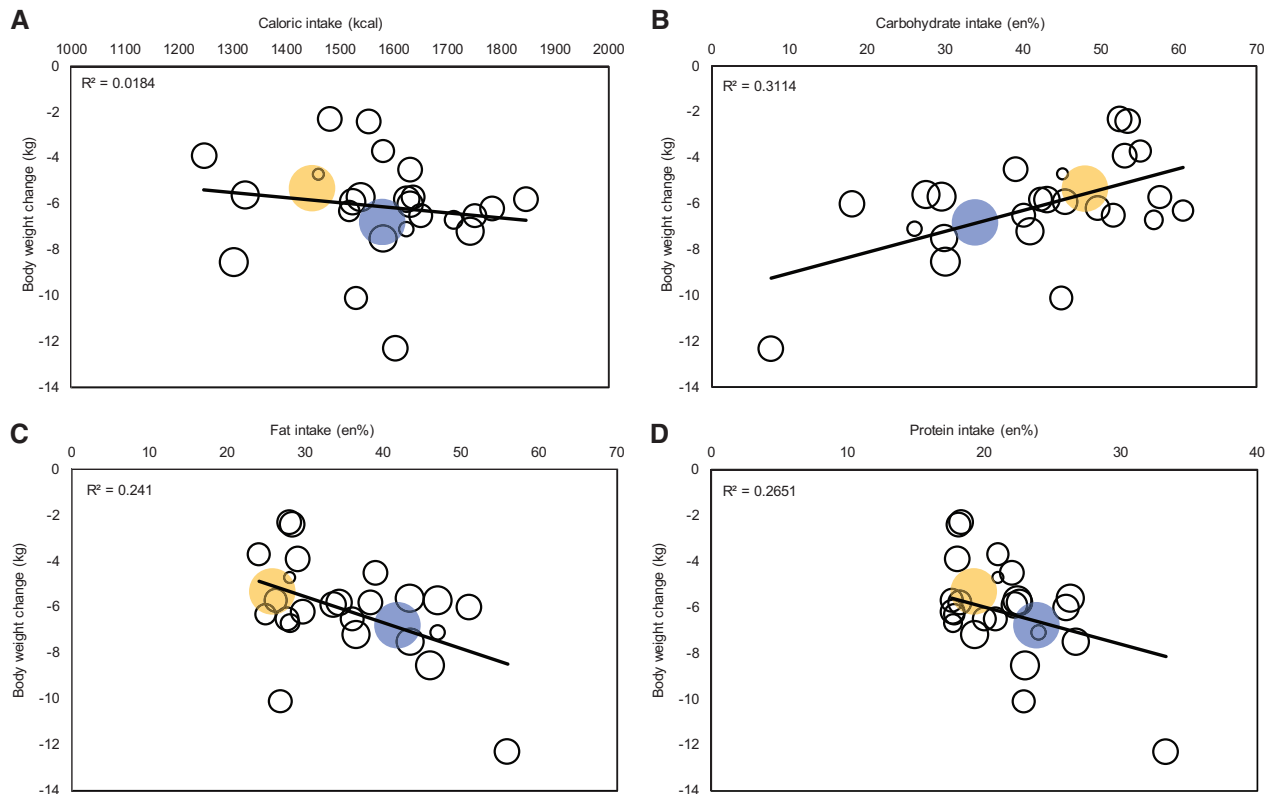 A
Caloric intake (kcal)
1000 1100 1200 1300 1400 1500 1600 1700 1800 1900 2000
R² = 0.0184
Body weight change (kg)
0
-2
-4
-6
-8
-10
-12
-14
B
Carbohydrate intake (en%)
0 10 20 30 40 50 60 70
R² = 0.3114
Body weight change (kg)
0
-2
-4
-6
-8
-10
-12
-14
C
Fat intake (en%)
0 10 20 30 40 50 60 70
R² = 0.241
Body weight change (kg)
0
-2
-4
-6
-8
-10
-12
-14
D
Protein intake (en%)
0 10 20 30 40
R² = 0.2651
Body weight change (kg)
0
-2
-4
-6
-8
-10
-12
-14